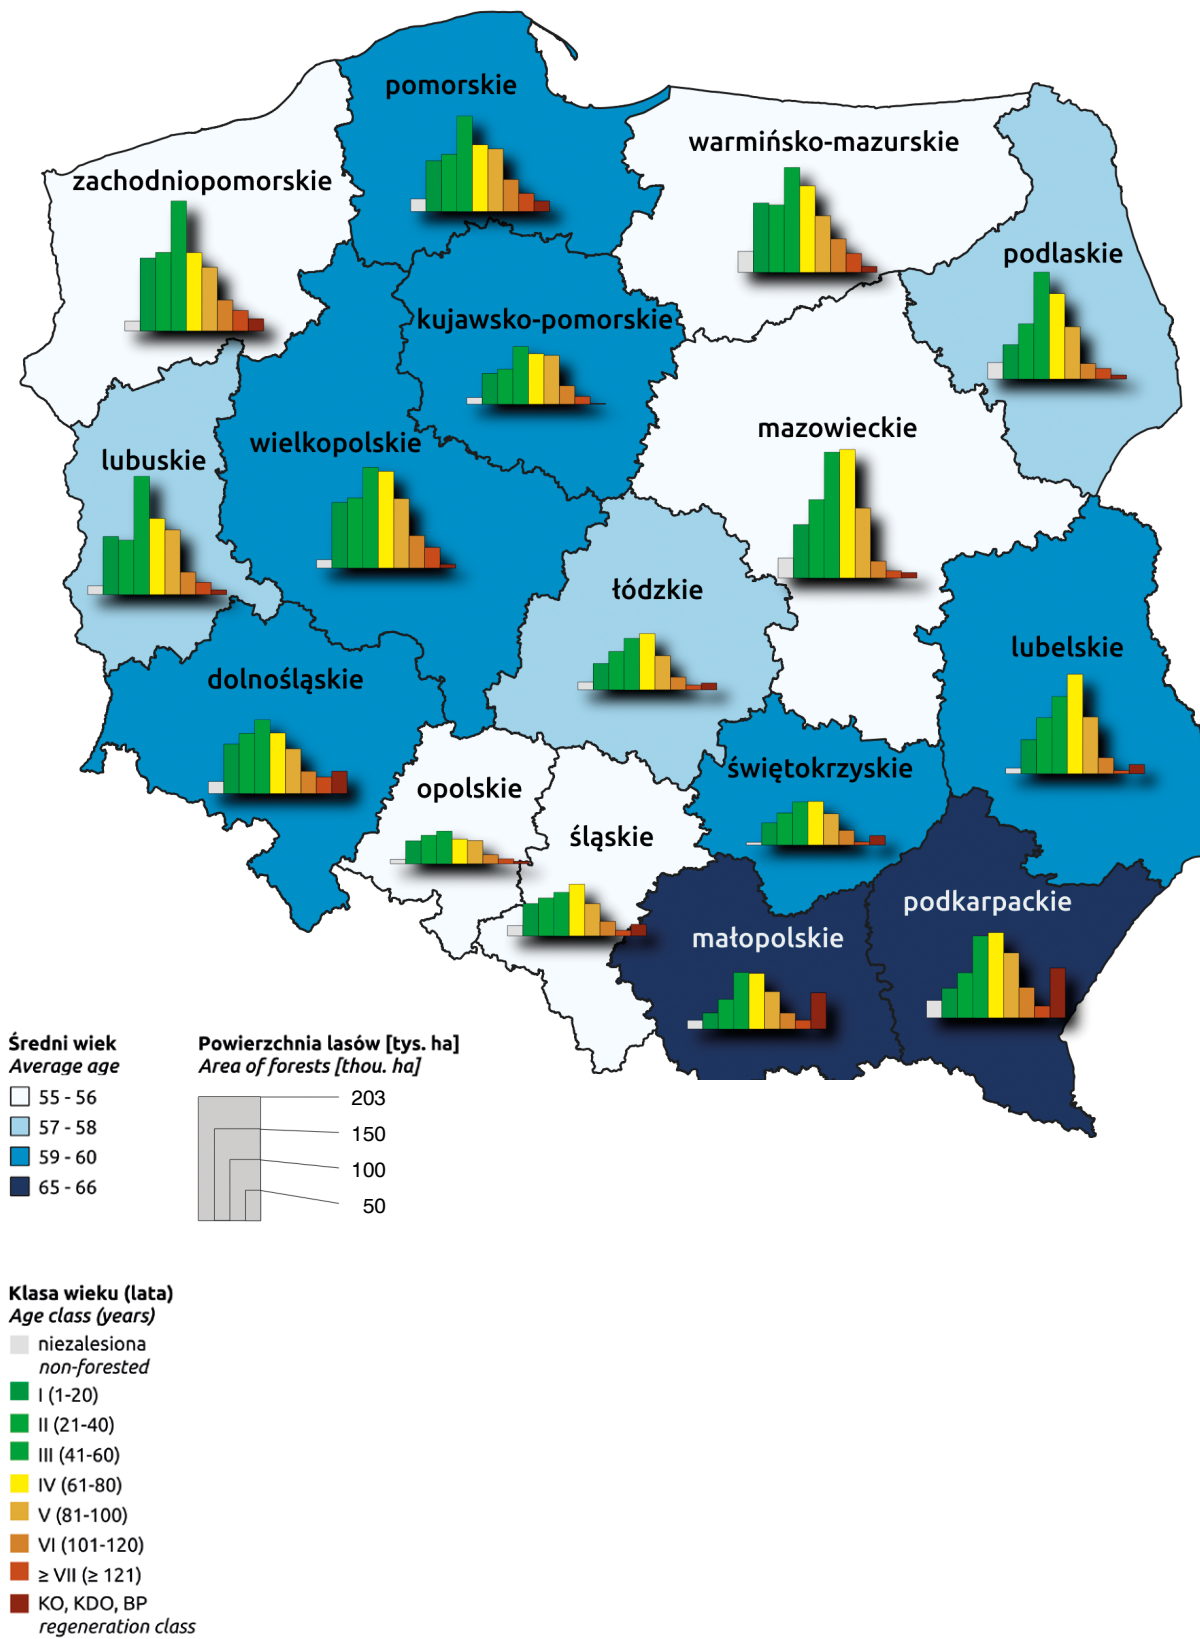 pomorskie
warmińsko-mazurskie
zachodniopomorskie
podlaskie
kujawsko-pomorskie
mazowieckie
wielkopolskie
lubuskie
łódzkie
lubelskie
dolnośląskie
świętokrzyskie
opolskie
śląskie
podkarpackie
małopolskie
Średni wiek
Average age
55 - 56
57 - 58
59 - 60
65 - 66
Powierzchnia lasów [tys. ha]
Area of forests [thou. ha]
203
150
100
50
Klasa wieku (lata)
Age class (years)
niezalesiona
non-forested
I (1-20)
II (21-40)
III (41-60)
IV (61-80)
V (81-100)
VI (101-120)
≥ VII (≥ 121)
KO, KDO, BP
regeneration class